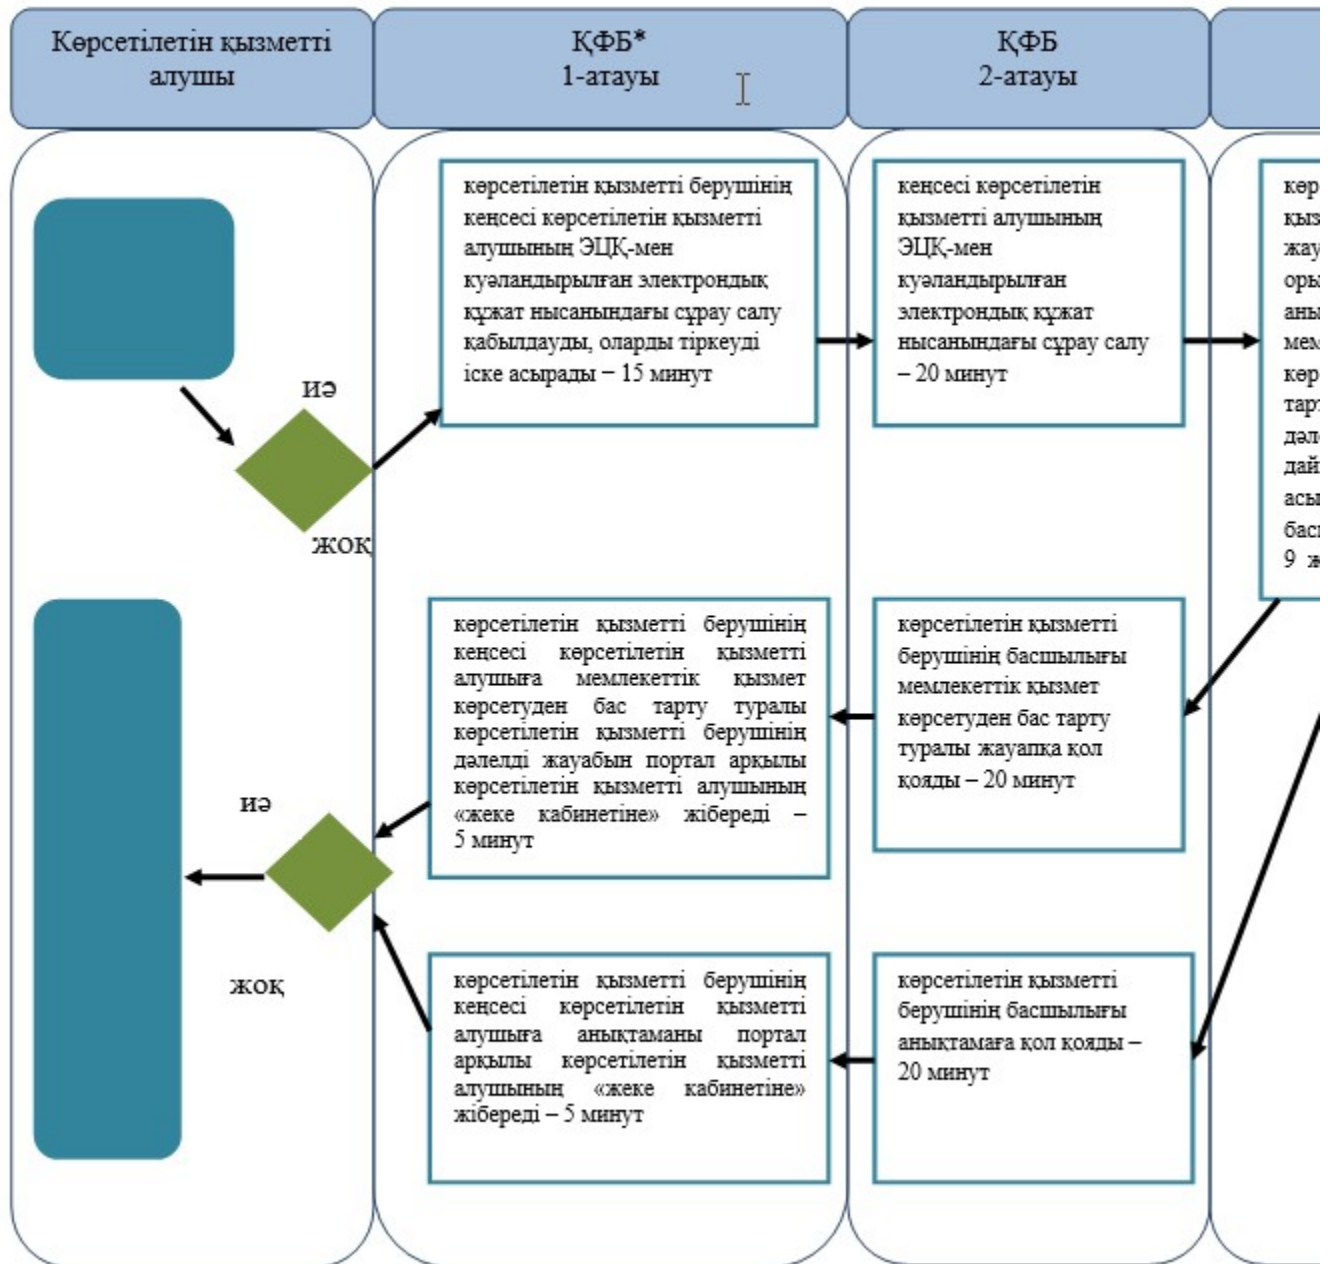 Көрсетілетін қызметті
алушы
ҚФБ*
1-атауы
ҚФБ
2-атауы
көрсетілетін қызметті берушінің
кеңсесі көрсетілетін қызметті
алушының ЭЦҚ-мен
куәландырылған электрондық
құжат нысанындағы сұрау салу
қабылдауды, оларды тіркеуді
іске асырады – 15 минут
кеңсесі көрсетілетін
қызметті алушының
ЭЦҚ-мен
куәландырылған
электрондық құжат
нысанындағы сұрау салу
– 20 минут
иә
жоқ
көрсетілетін қызметті берушінің
кеңсесі көрсетілетін қызметті
алушыға мемлекеттік қызмет
көрсетуден бас тарту туралы
көрсетілетін қызметті берушінің
дәлелді жауабын портал арқылы
көрсетілетін қызметті алушының
«жеке кабинетіне» жібереді –
5 минут
көрсетілетін қызметті
берушінің басшылығы
мемлекеттік қызмет
көрсетуден бас тарту
туралы жауапқа қол
қояды – 20 минут
иә
жоқ
көрсетілетін қызметті берушінің
кеңсесі көрсетілетін қызметті
алушыға анықтаманы портал
арқылы көрсетілетін қызметті
алушының «жеке кабинетіне»
жібереді – 5 минут
көрсетілетін қызметті
берушінің басшылығы
анықтамаға қол қояды –
20 минут